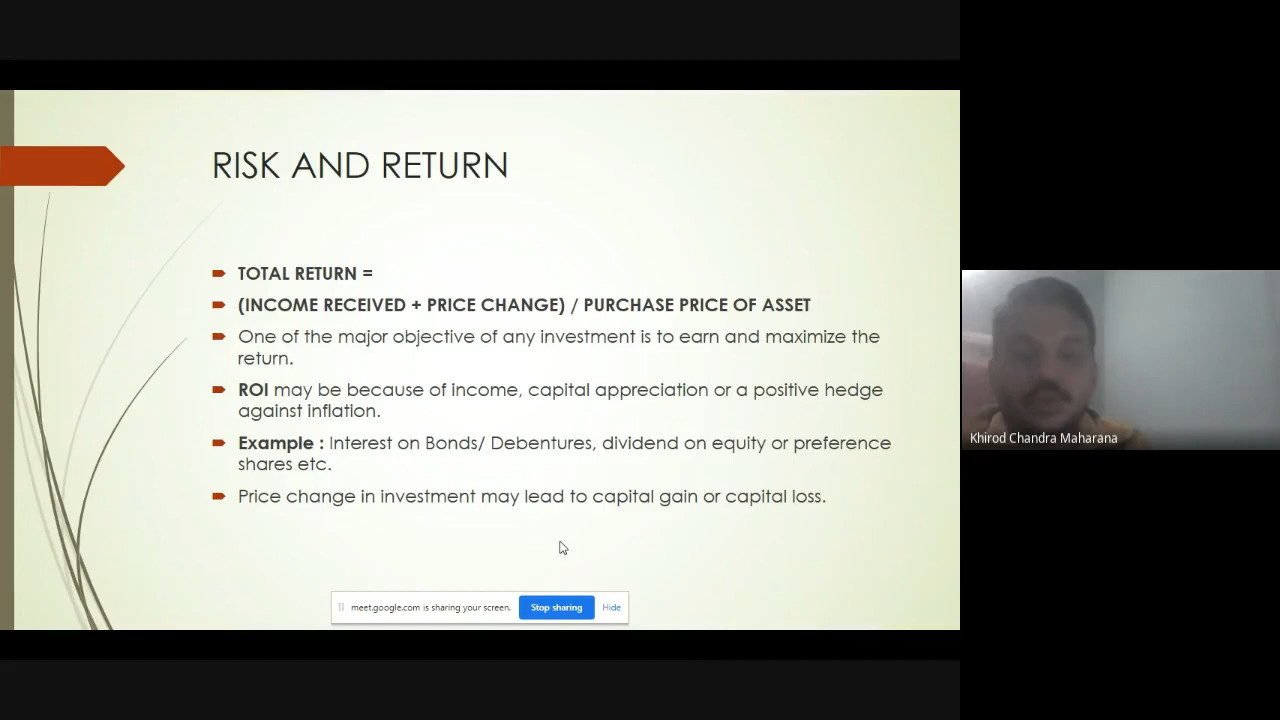 RISK AND RETURN
TOTAL RETURN =
(INCOME RECEIVED + PRICE CHANGE) / PURCHASE PRICE OF ASSET
One of the major objective of any investment is to earn and maximize the
return.
ROI may be because of income, capital appreciation or a positive hedge
against inflation.
Example : Interest on Bonds/ Debentures, dividend on equity or preference
shares etc.
Price change in investment may lead to capital gain or capital loss.
meet.google.com is sharing your screen. Stop sharing Hide
Khirod Chandra Maharana